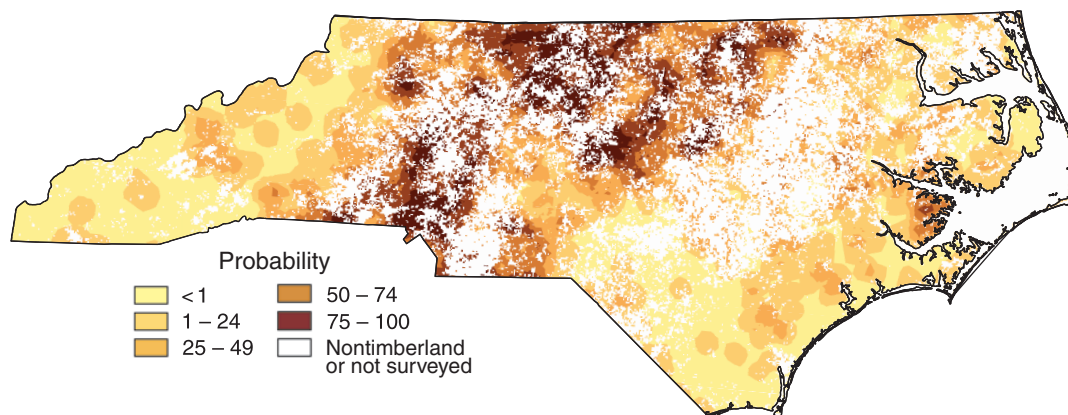 Probability
<1
1 – 24
25 – 49
50 – 74
75 – 100
Nontimberland
or not surveyed